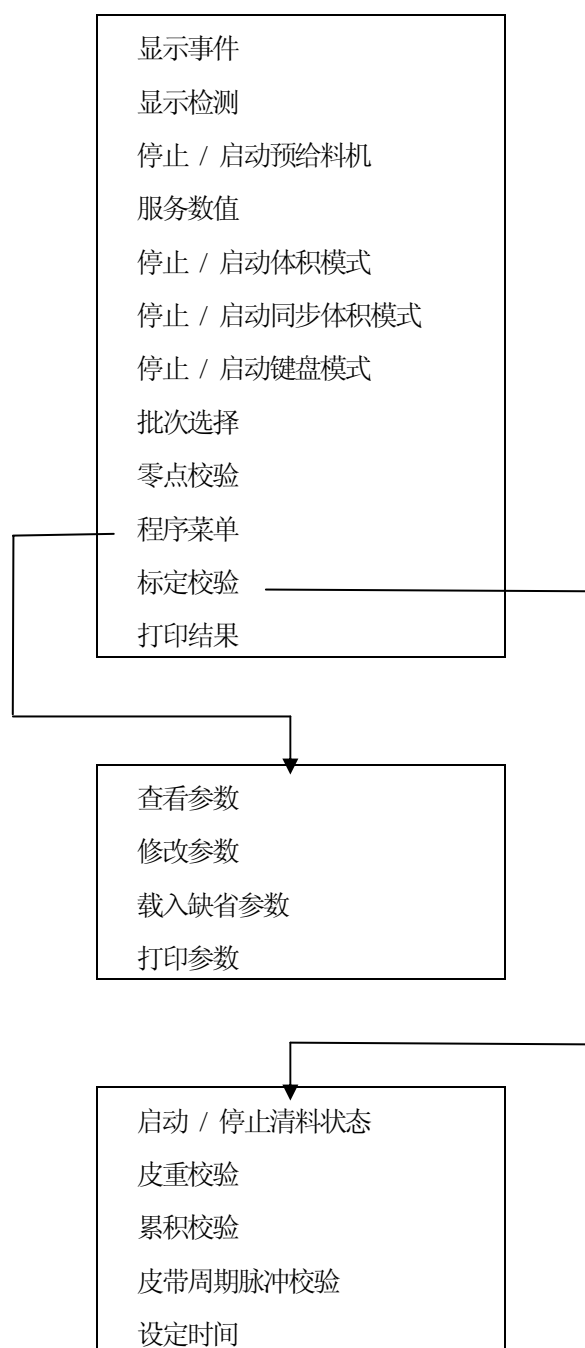 显示事件
显示检测
停止 / 启动预给料机
服务数值
停止 / 启动体积模式
停止 / 启动同步体积模式
停止 / 启动键盘模式
批次选择
零点校验
程序菜单
标定校验
打印结果
查看参数
修改参数
载入缺省参数
打印参数
启动 / 停止清料状态
皮重校验
累积校验
皮带周期脉冲校验
设定时间